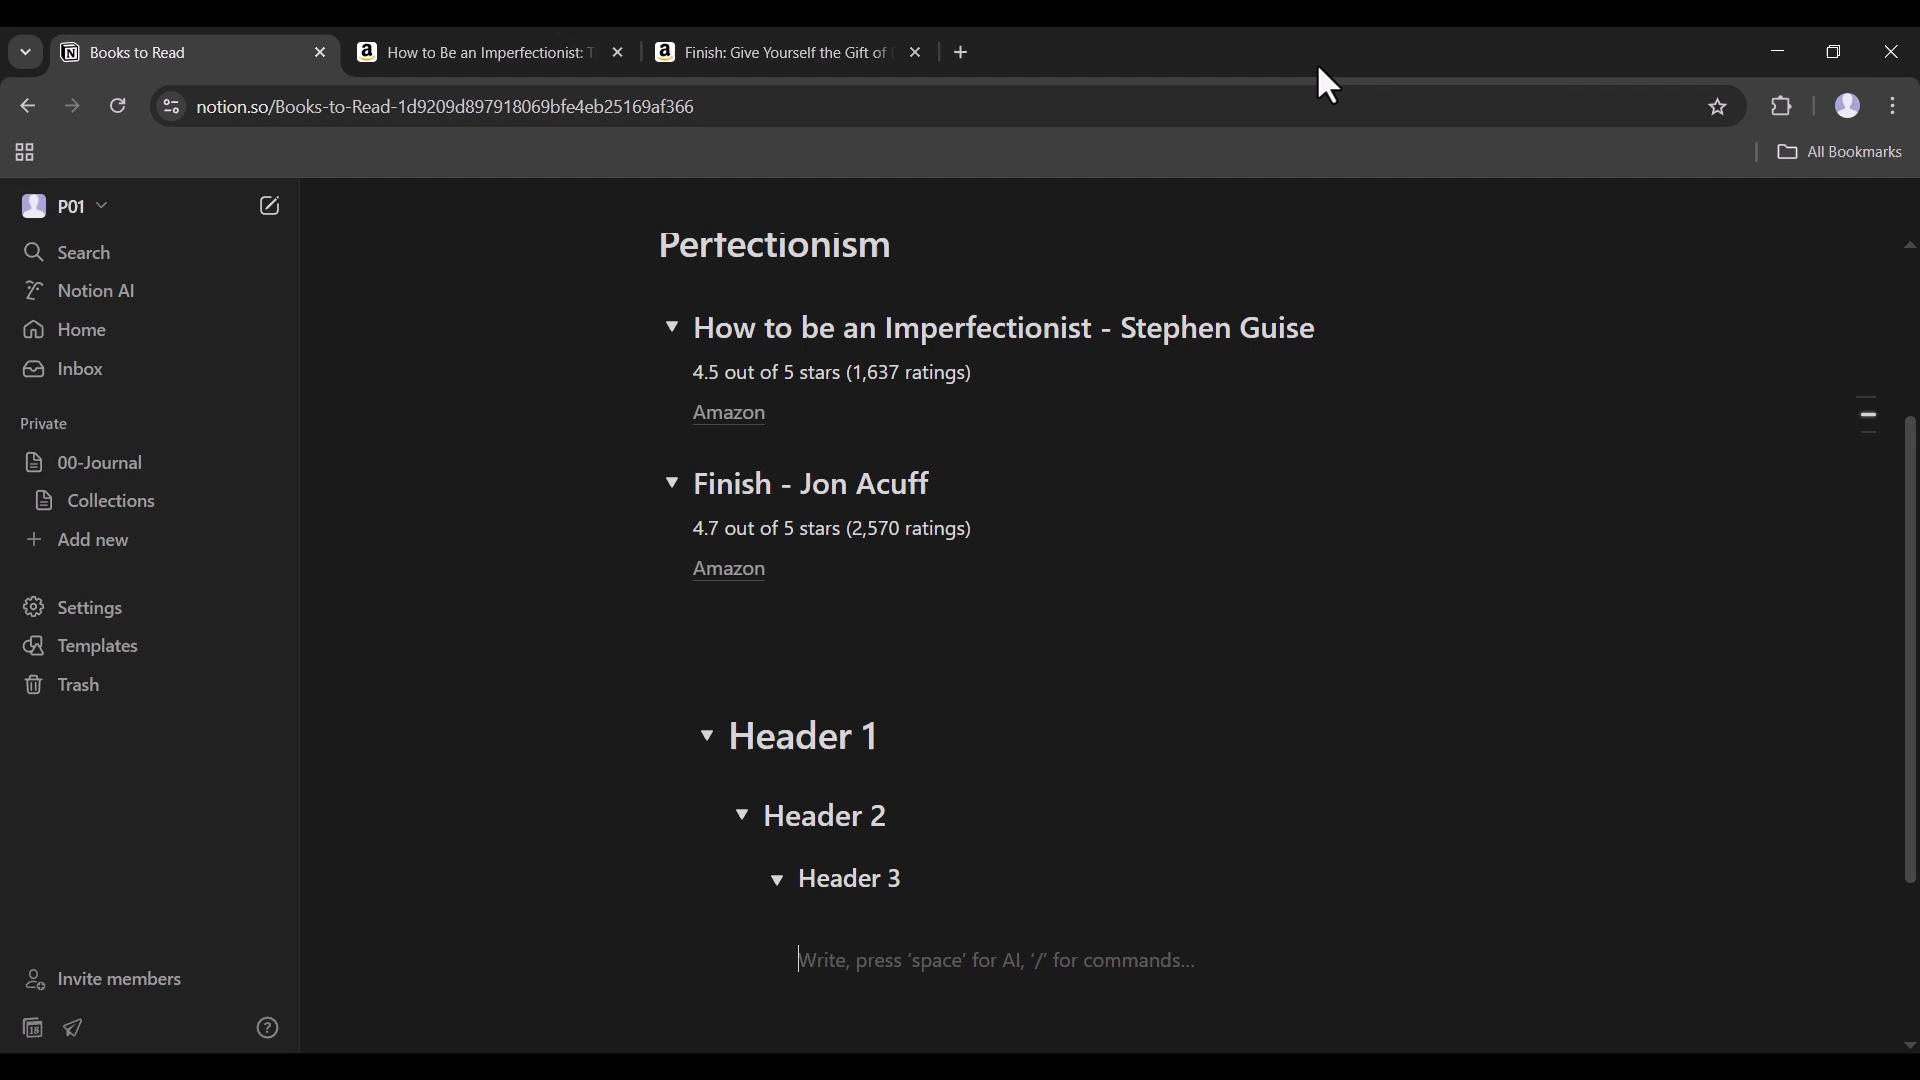 Books to Read
How to Be an Imperfectionist: T
Finish: Give Yourself the Gift of
notion.so/Books-to-Read-1d9209d897918069bfe4eb25169af366
All Bookmarks
P01
Search
Notion AI
Home
Inbox
Private
00-Journal
Collections
Add new
Settings
Templates
Trash
Invite members
18
Perfectionism
How to be an Imperfectionist - Stephen Guise
4.5 out of 5 stars (1,637 ratings)
Amazon
Finish - Jon Acuff
4.7 out of 5 stars (2,570 ratings)
Amazon
Header 1
Header 2
Header 3
Write, press ‘space’ for AI, ‘/’ for commands...